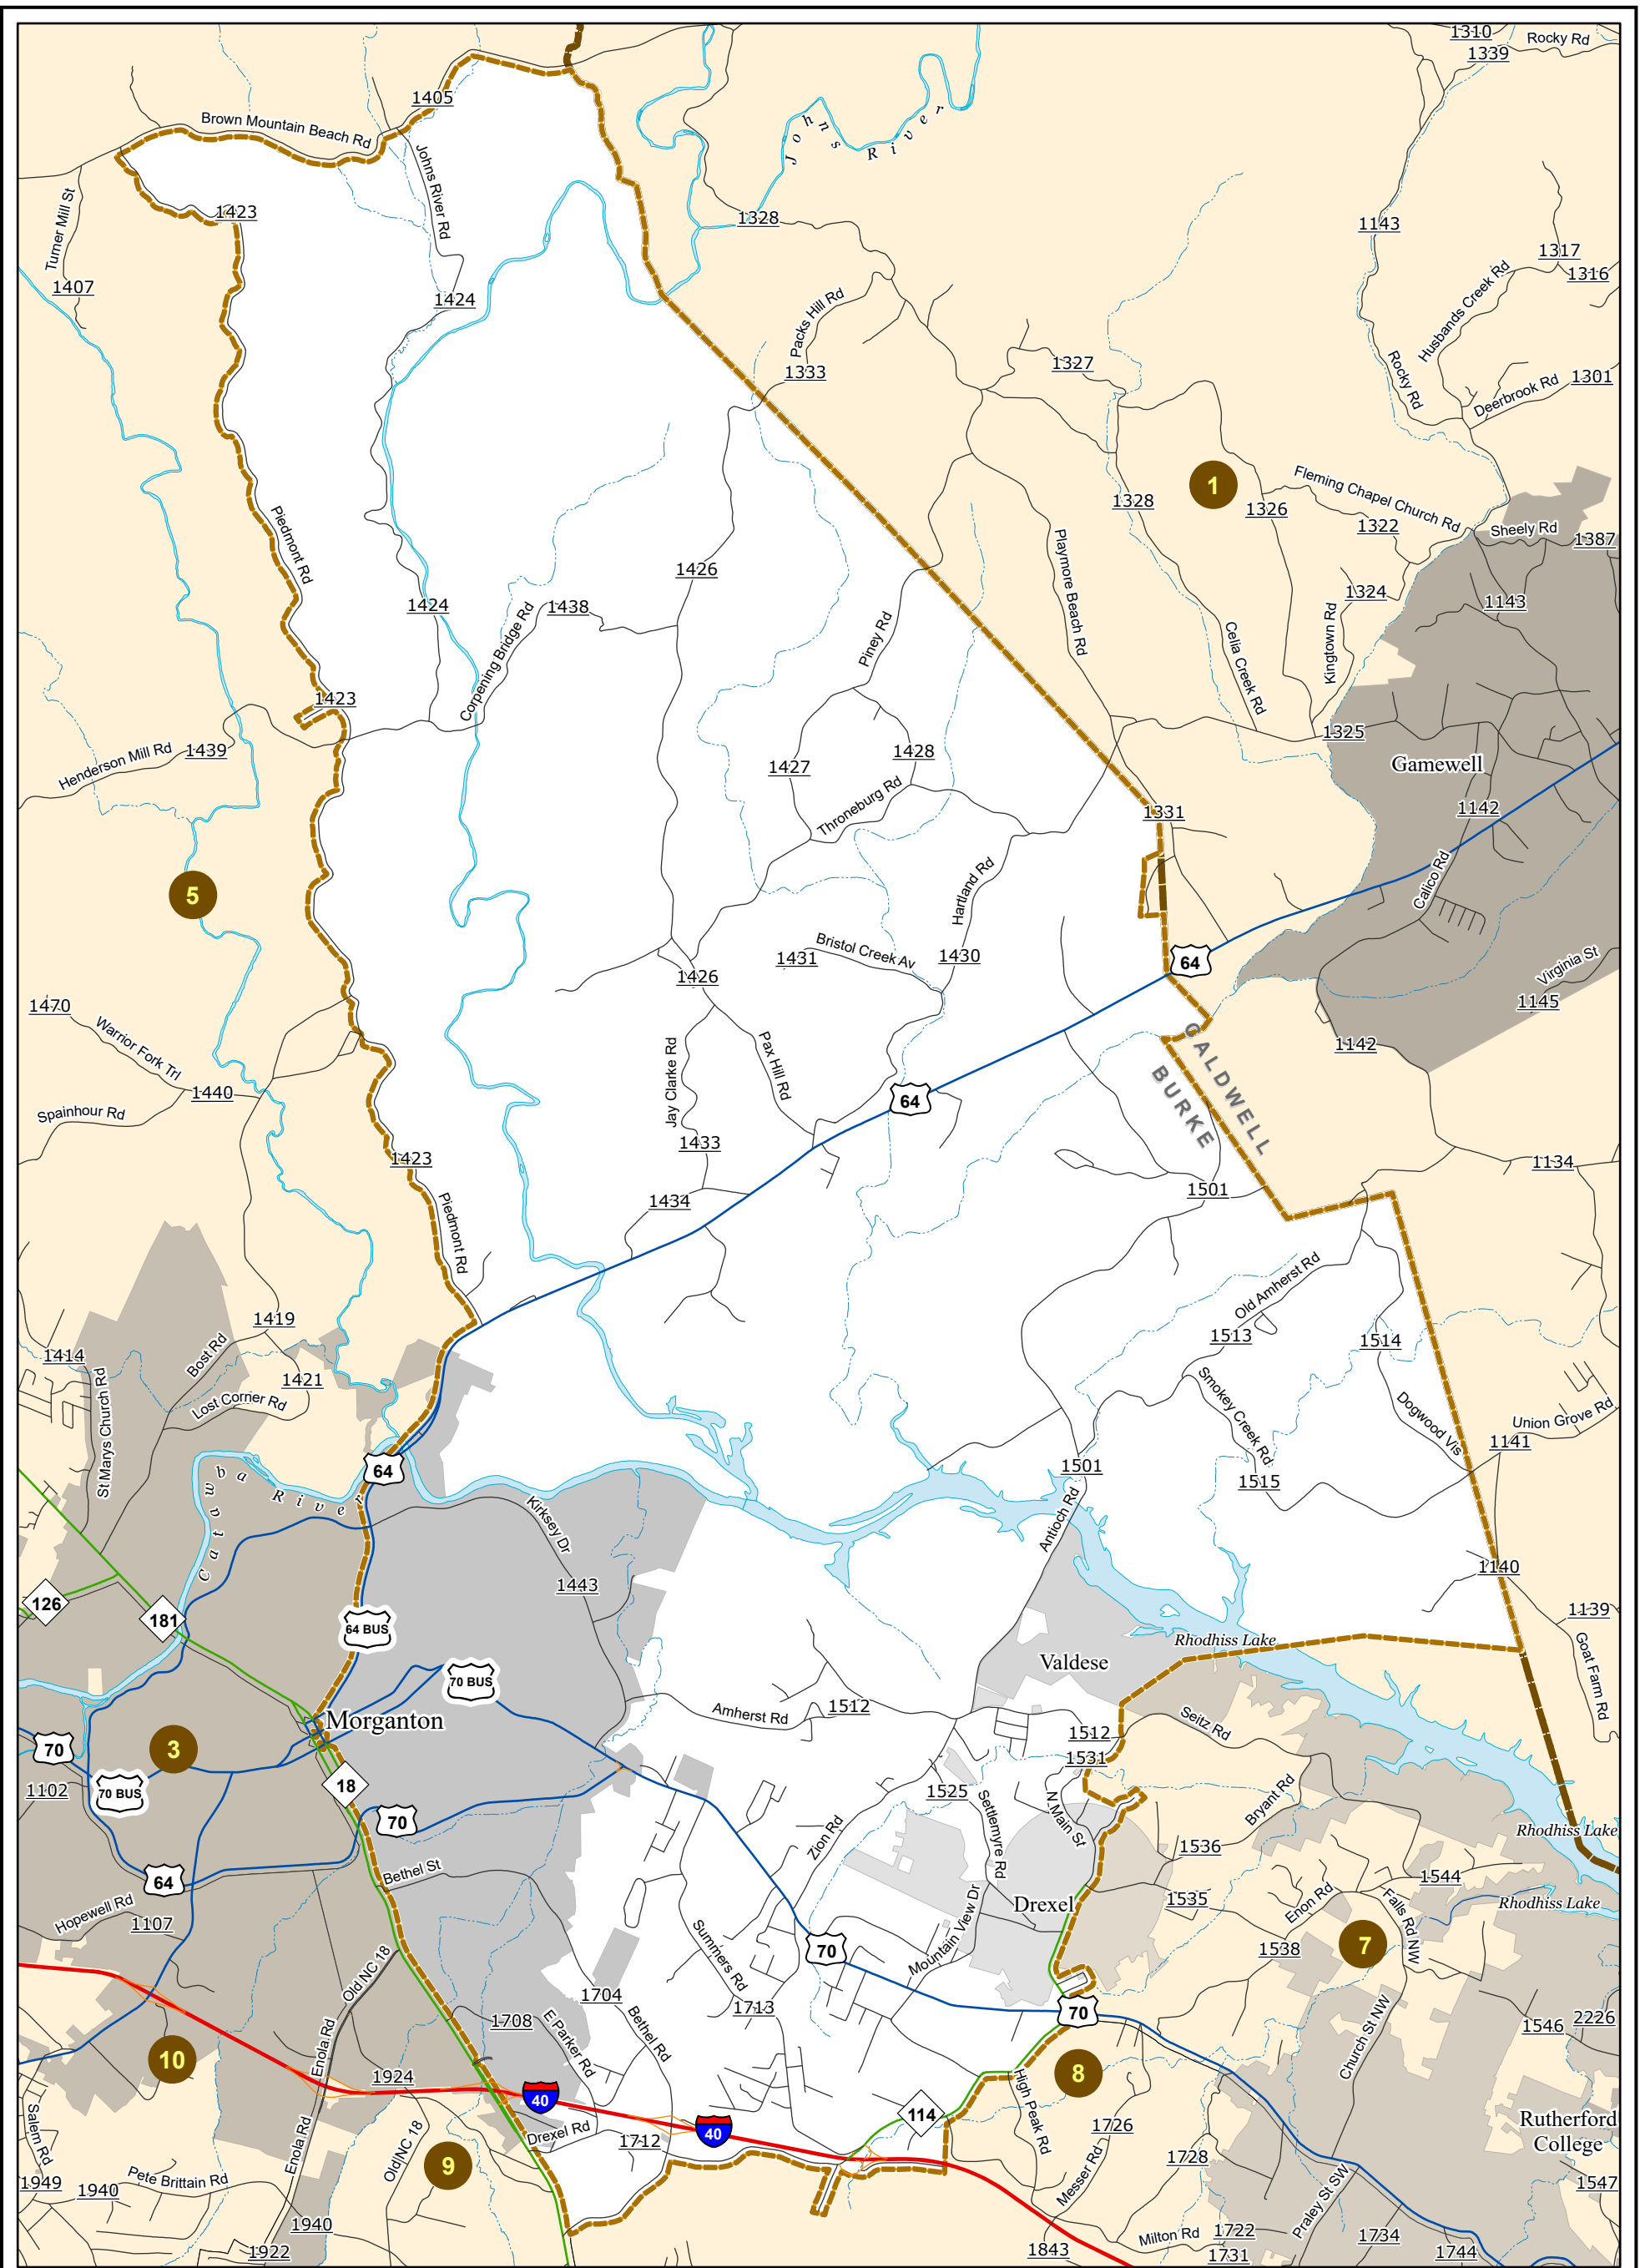 1310
Rocky Rd
1339
1405
Brown Mountain Beach Rd
Johns River
Johns River Rd
Turner Mill St
1423
1328
1143
1317
1316
1407
1424
Husbands Creek Rd
Packs Hill Rd
1333
1327
Rocky Rd
Deerbrook Rd
1301
1
Fleming Chapel Church Rd
1328
1326
1322
Sheely Rd
1387
Piedmont Rd
Playmore Beach Rd
1426
1324
1143
1424
1438
Corpening Bridge Rd
Piney Rd
Celia Creek Rd
Kingtown Rd
1423
1325
Henderson Mill Rd
1439
1428
1427
Gamewell
Throneburg Rd
1331
1142
5
Hartland Rd
Calico Rd
Bristol Creek Av
1431
1430
64
1426
Virginia St
1145
1470
Warrior Fork Trl
CALDWELL
BURKE
1142
Jay Clarke Rd
Pax Hill Rd
1440
64
Spainhour Rd
1433
1423
1134
1501
1434
Piedmont Rd
Old Amherst Rd
1419
1513
1514
Bost Rd
1414
St Marys Church Rd
1421
Lost Corner Rd
Smokey Creek Rd
Dogwood Vis
Union Grove Rd
1141
64
Catawba River
1501
1515
Kirksey Dr
Antioch Rd
1443
1140
126
181
1139
64 BUS
Rhodhiss Lake
Goat Farm Rd
Valdese
70 BUS
Amherst Rd
1512
Seitz Rd
Morganton
1512
70
3
1531
18
1525
Settlemyre Rd
N Main St
Bryant Rd
1102
70 BUS
70
Zion Rd
Rhodhiss Lake
1536
Bethel St
64
1544
1535
Enon Rd
Falls Rd NW
Rhodhiss Lake
Hopewell Rd
1107
Drexel
Mountain View Dr
Summers Rd
70
1538
7
Old NC 18
1704
1713
1708
E Parker Rd
Bethel Rd
70
1546
2226
Church St NW
10
Enola Rd
1924
40
8
High Peak Rd
114
Salem Rd
Old NC 18
Drexel Rd
40
1712
1726
Rutherford
College
Enola Rd
9
Messer Rd
1728
1949
1940
Pete Brittain Rd
Praley St SW
1547
1940
1922
Milton Rd
1722
1734
1843
1731
1744